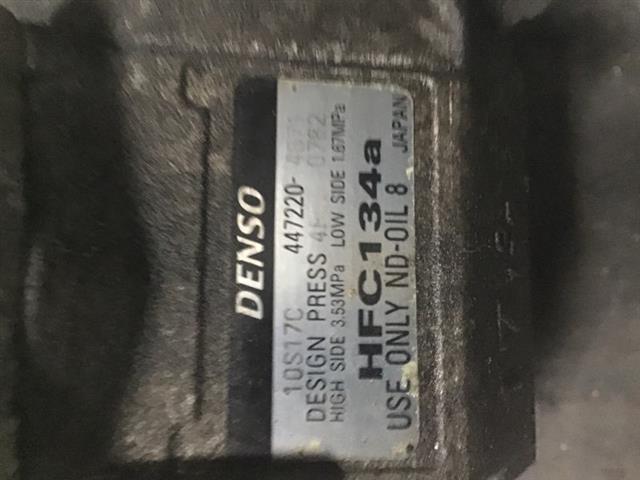 DENSO
10S17C 447220-
DESIGN PRESS
HIGH SIDE 3.53MPa LOW SIDE 1.67MPa
HFC134a
USE ONLY ND-OIL 8 JAPAN